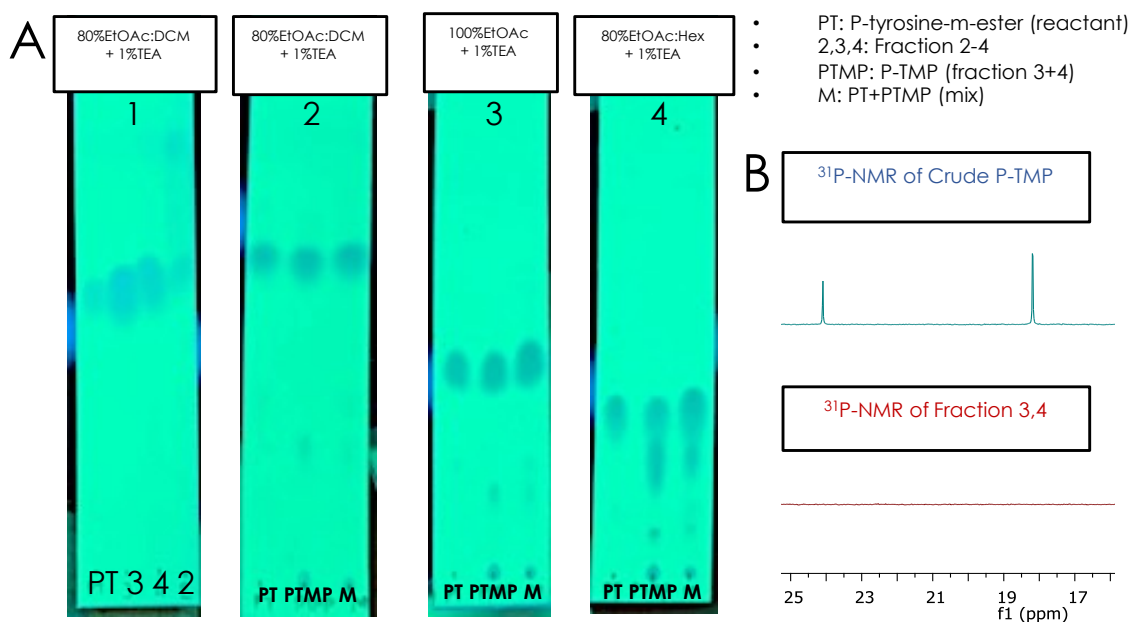 A
80%EtOAc:DCM
+ 1%TEA
80%EtOAc:DCM
+ 1%TEA
100%EtOAc
+ 1%TEA
80%EtOAc:Hex
+ 1%TEA
1
2
3
4
PT 3 4 2
PT PTMP M
PT PTMP M
PT PTMP M
• PT: P-tyrosine-m-ester (reactant)
• 2,3,4: Fraction 2-4
• PTMP: P-TMP (fraction 3+4)
• M: PT+PTMP (mix)
B
³¹P-NMR of Crude P-TMP
³¹P-NMR of Fraction 3,4
25 23 21 19 17
f1 (ppm)